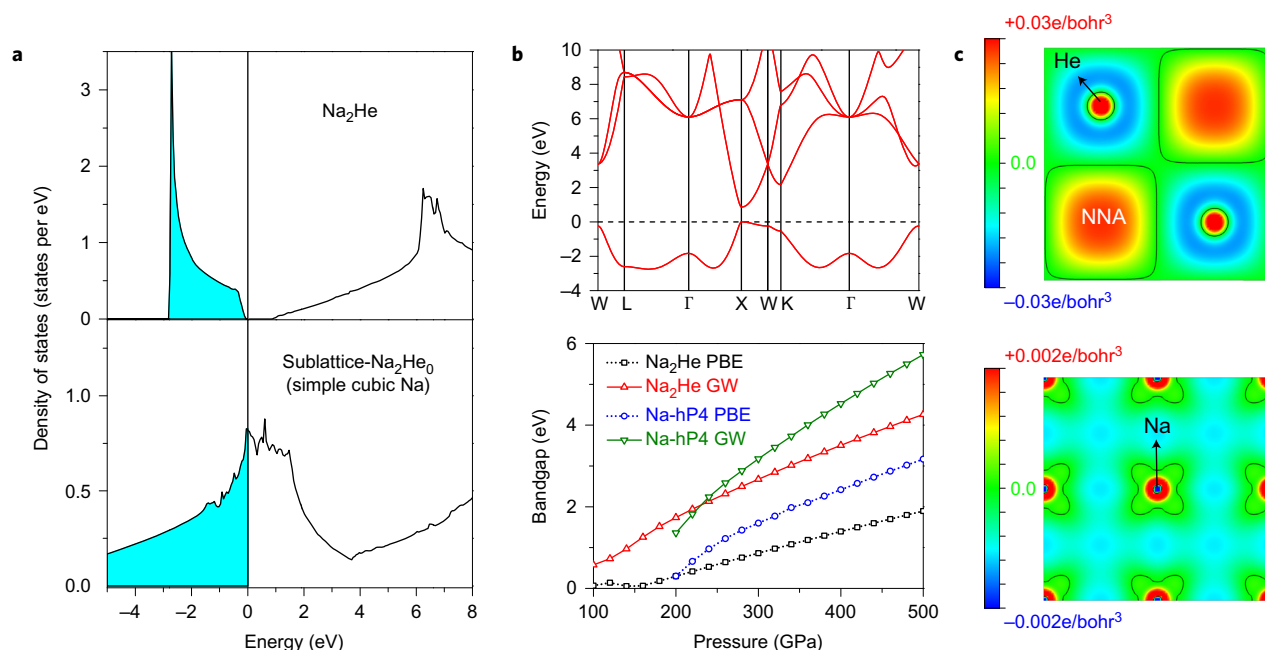 a
Density of states (states per eV)
3
2
1
0
Na₂He
1.0
0.5
0.0
Sublattice-Na₂He₀
(simple cubic Na)
–4 –2 0 2 4 6 8
Energy (eV)
b
Energy (eV)
10
8
6
4
2
0
–2
–4
W L Γ X W K Γ W
Bandgap (eV)
6
4
2
0
Na₂He PBE
Na₂He GW
Na-hP4 PBE
Na-hP4 GW
100 200 300 400 500
Pressure (GPa)
c
+0.03e/bohr³
0.0
–0.03e/bohr³
He
NNA
+0.002e/bohr³
0.0
–0.002e/bohr³
Na